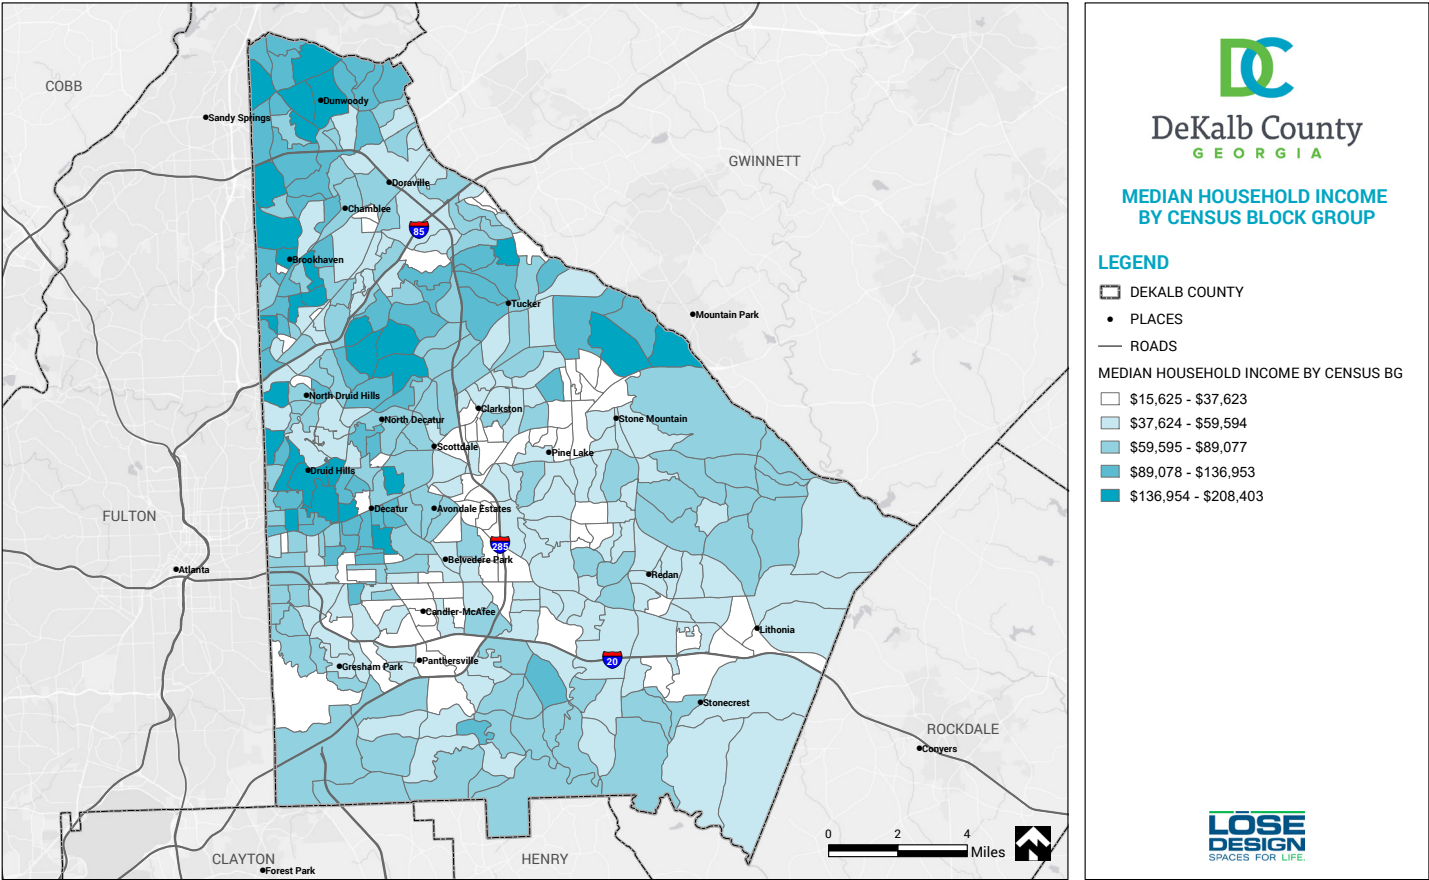 COBB
Sandy Springs
Dunwoody
GWINNETT
Doraville
Chamblee
85
Brookhaven
Tucker
Mountain Park
North Druid Hills
Clarkston
North Decatur
Stone Mountain
Scottdale
Pine Lake
Druid Hills
FULTON
Decatur
Avondale Estates
285
Belvedere Park
Atlanta
Redan
Candler-McAfee
Lithonia
Gresham Park
Panthersville
20
Stonecrest
ROCKDALE
Conyers
CLAYTON
Forest Park
HENRY
0 2 4
Miles
DC
DeKalb County
GEORGIA
MEDIAN HOUSEHOLD INCOME
BY CENSUS BLOCK GROUP
LEGEND
DEKALB COUNTY
PLACES
ROADS
MEDIAN HOUSEHOLD INCOME BY CENSUS BG
$15,625 - $37,623
$37,624 - $59,594
$59,595 - $89,077
$89,078 - $136,953
$136,954 - $208,403
LOSE
DESIGN
SPACES FOR LIFE.